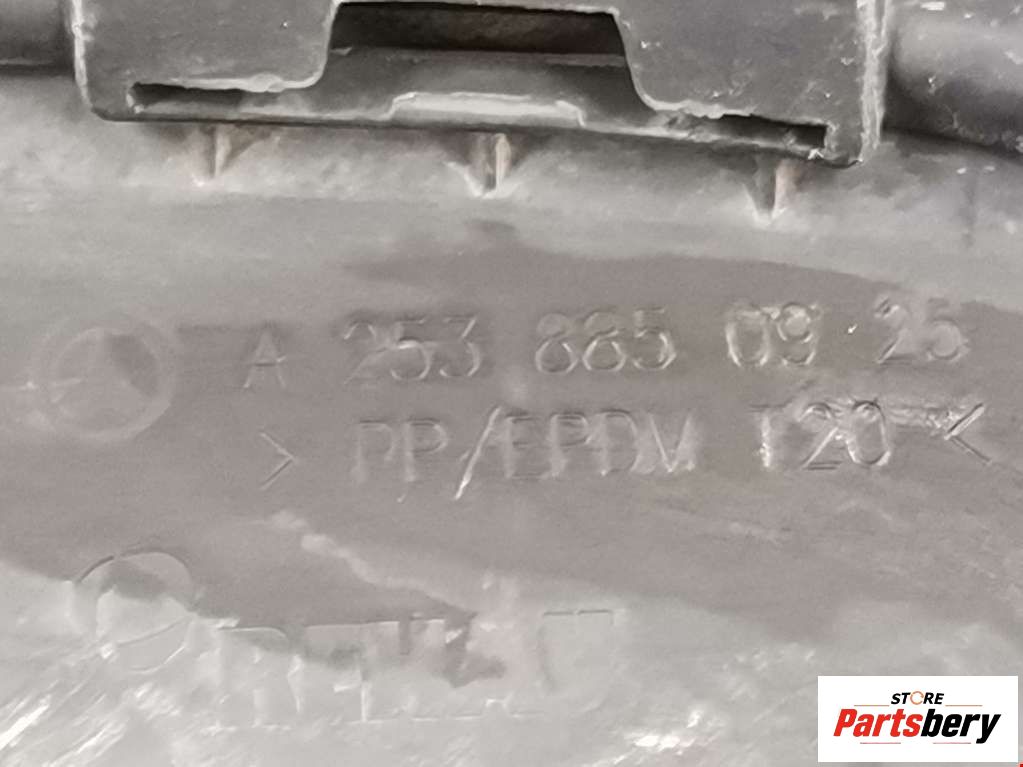 A 253 885 09 25
> PP/EPDM T20 <
STORE
Partsbery